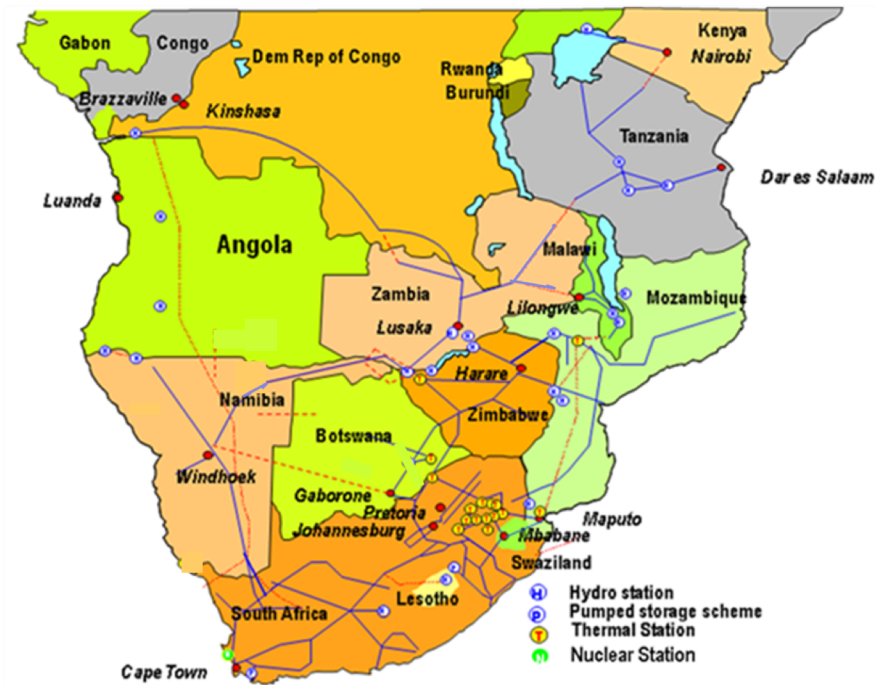 Gabon
Congo
Kenya
Nairobi
Dem Rep of Congo
Rwanda
Burundi
Brazzaville
Kinshasa
Tanzania
Dar es Salaam
Luanda
Angola
Malawi
Zambia
Lilongwe
Mozambique
Lusaka
Harare
Namibia
Zimbabwe
Botswana
Windhoek
Gaborone
Pretoria
Johannesburg
Maputo
Mbabane
Swaziland
Lesotho
South Africa
Cape Town
H Hydro station
P Pumped storage scheme
T Thermal Station
N Nuclear Station